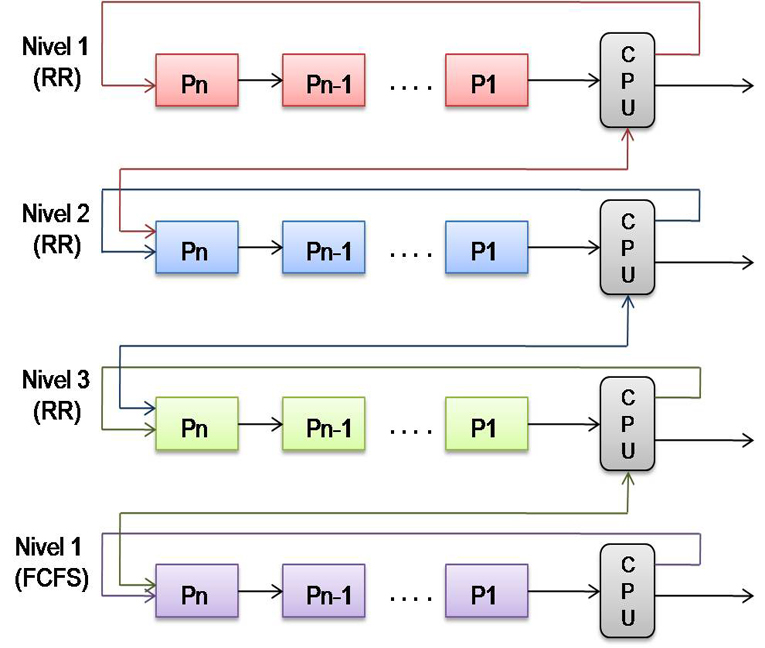 Nivel 1
(RR)
Pn
Pn-1
. . . .
P1
C
P
U
Nivel 2
(RR)
Pn
Pn-1
. . . .
P1
C
P
U
Nivel 3
(RR)
Pn
Pn-1
. . . .
P1
C
P
U
Nivel 1
(FCFS)
Pn
Pn-1
. . . .
P1
C
P
U